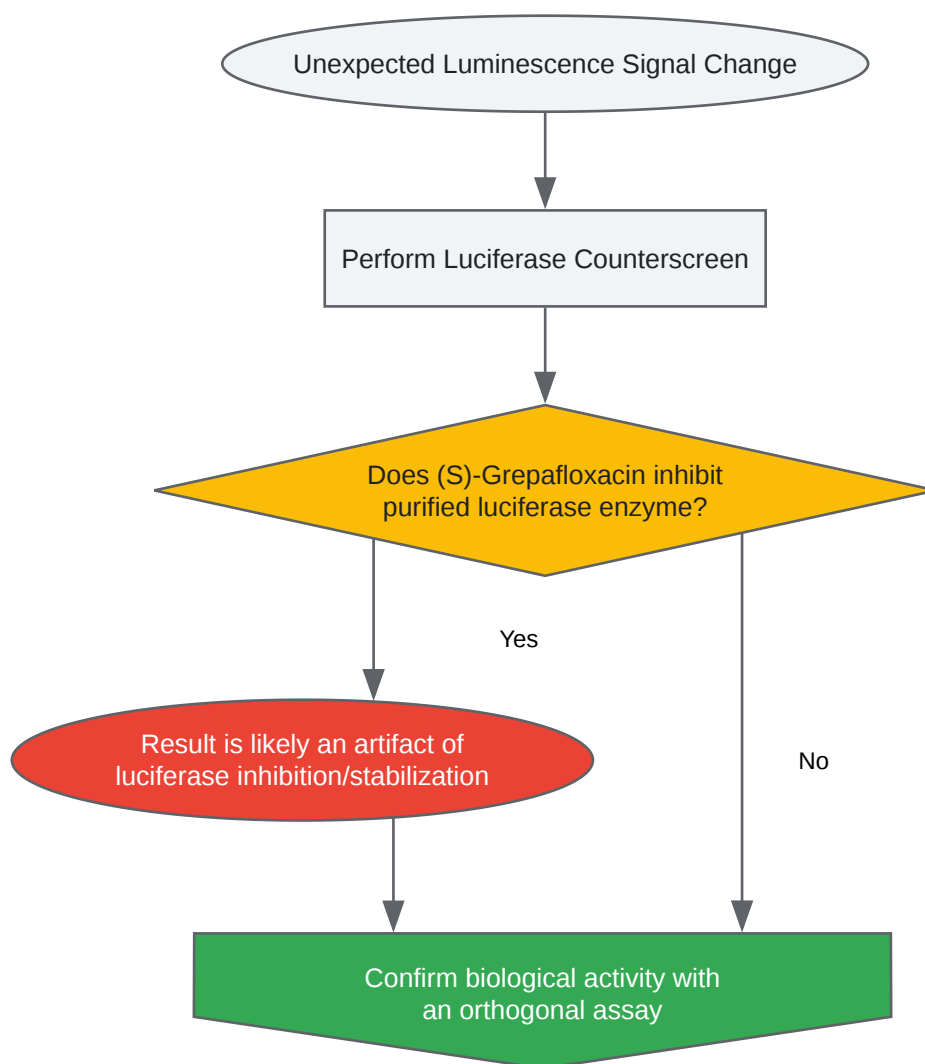 Unexpected Luminescence Signal Change
Perform Luciferase Counterscreen
Does (S)-Grepafloxacin inhibit
purified luciferase enzyme?
Yes
Result is likely an artifact of
luciferase inhibition/stabilization
No
Confirm biological activity with
an orthogonal assay